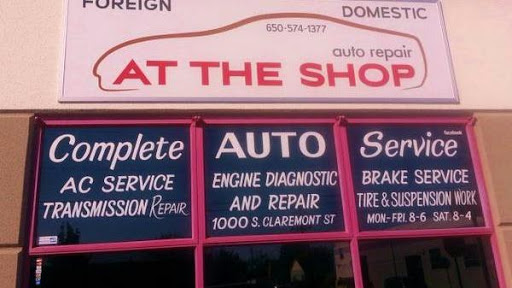 FOREIGN DOMESTIC
650-574-1377
auto repair
AT THE SHOP
Complete AUTO Service
facebook
AC SERVICE
TRANSMISSION Repair
ENGINE DIAGNOSTIC
AND REPAIR
1000 S. CLAREMONT ST
BRAKE SERVICE
TIRE & SUSPENSION WORK
MON-FRI. 8-6 SAT. 8-4